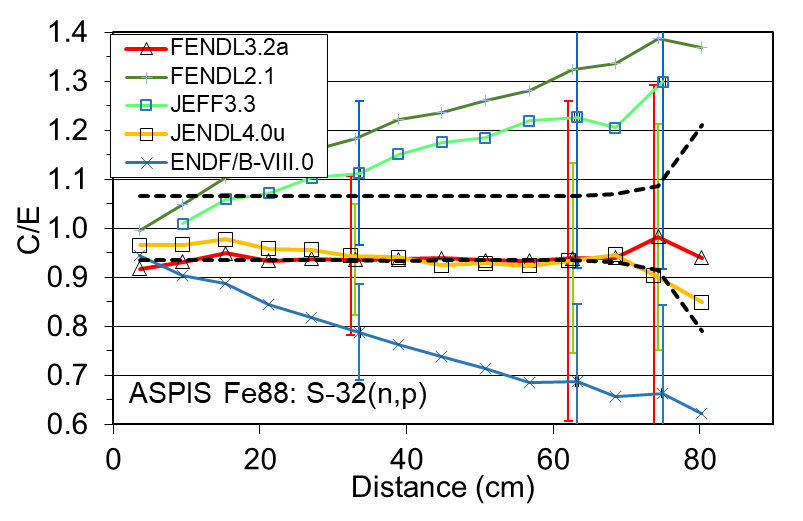 1.4
1.3
1.2
1.1
1.0
0.9
0.8
0.7
0.6
C/E
FENDL3.2a
FENDL2.1
JEFF3.3
JENDL4.0u
ENDF/B-VIII.0
ASPIS Fe88: S-32(n,p)
0 20 40 60 80
Distance (cm)